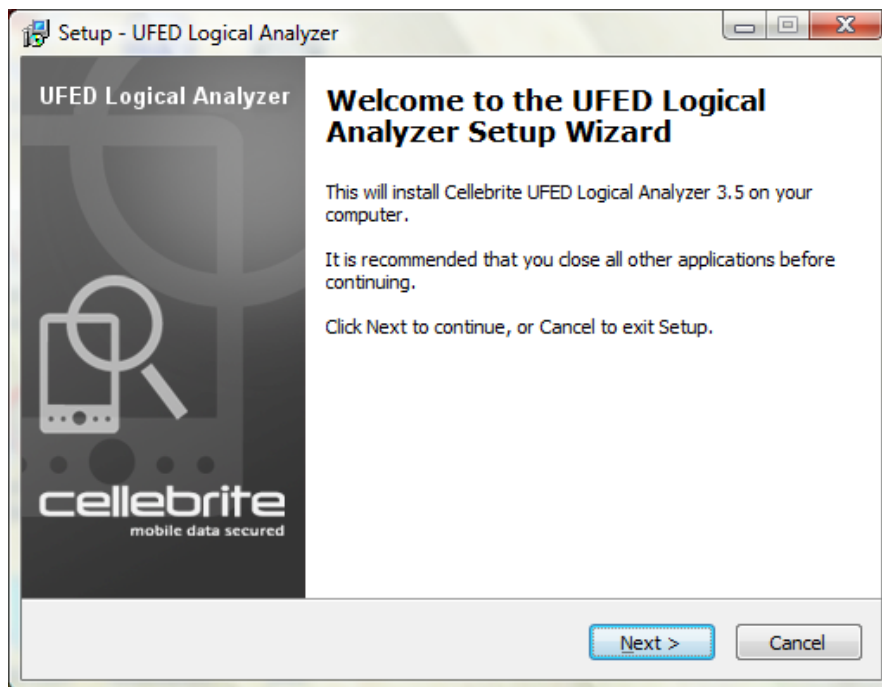 Setup - UFED Logical Analyzer
UFED Logical Analyzer
Welcome to the UFED Logical
Analyzer Setup Wizard
This will install Cellebrite UFED Logical Analyzer 3.5 on your
computer.
It is recommended that you close all other applications before
continuing.
Click Next to continue, or Cancel to exit Setup.
cellebrite
mobile data secured
Next >
Cancel